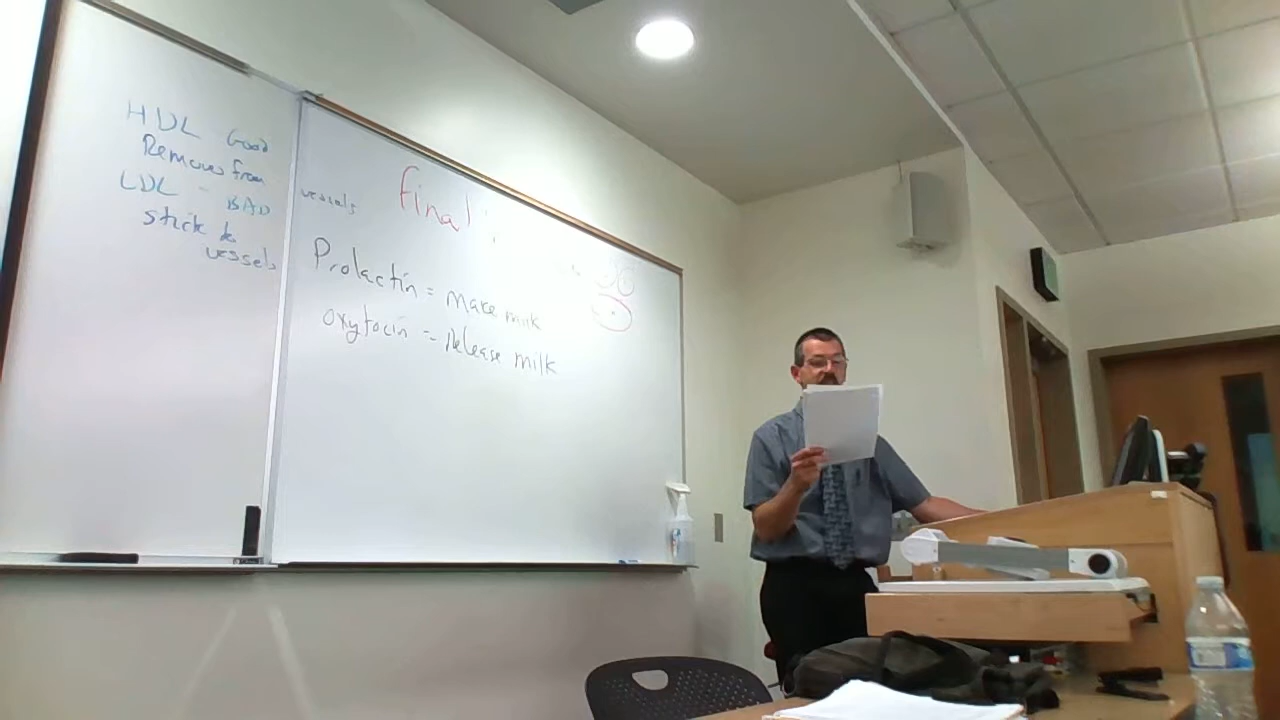 HDL Good
Removes from
vessels
LDL - BAD
stick to
vessels
final:
Prolactin = make milk
oxytocin = Release milk